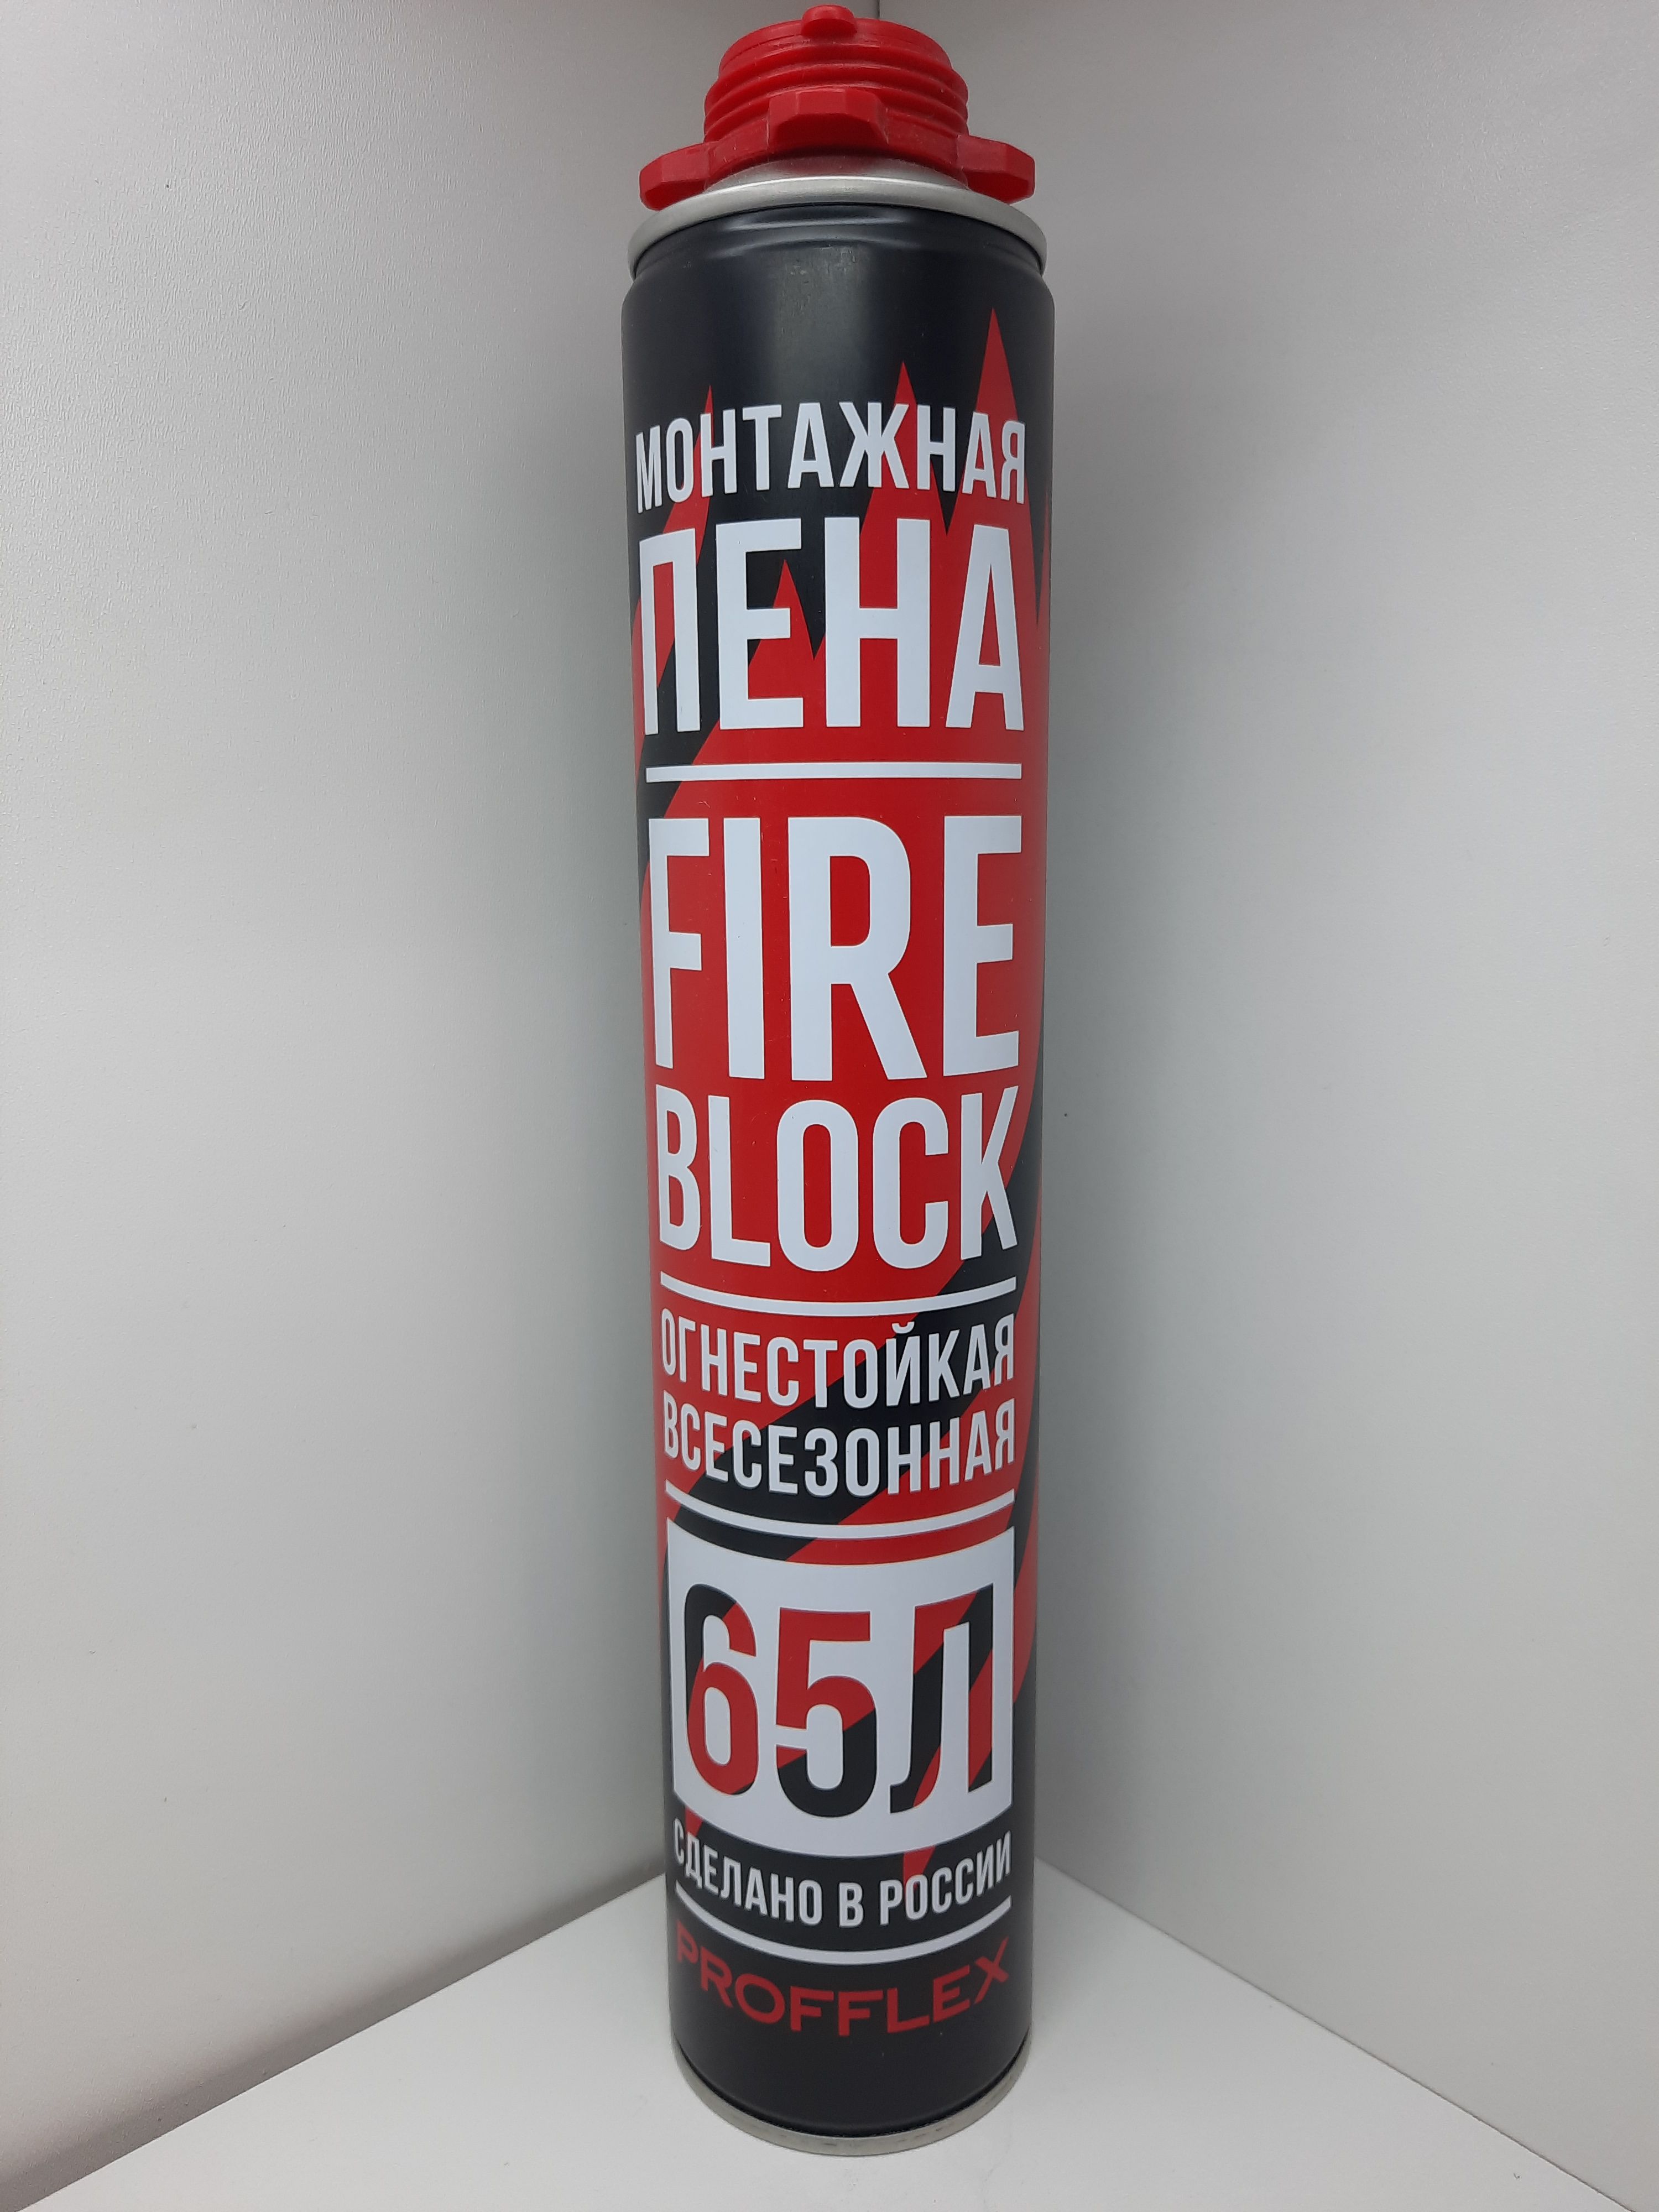 МОНТАЖНАЯ
ПЕНА
FIRE
BLOCK
ОГНЕСТОЙКАЯ
ВСЕСЕЗОННАЯ
65Л
СДЕЛАНО В РОССИИ
PROFFLEX